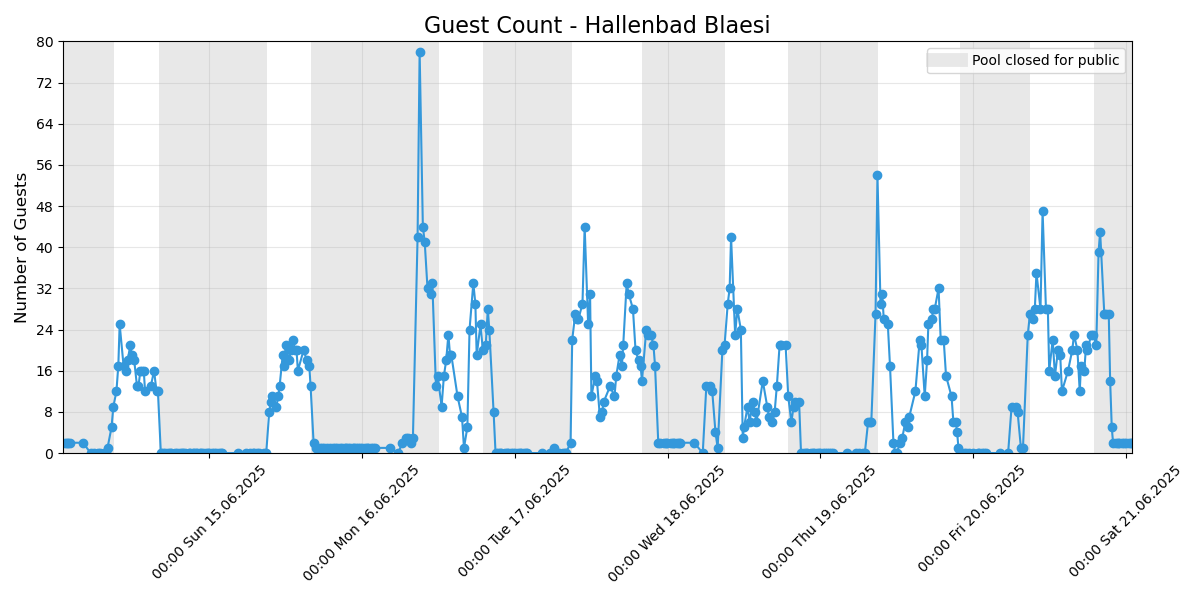 Guest Count - Hallenbad Blaesi
Pool closed for public
Number of Guests
80
72
64
56
48
40
32
24
16
8
0
00:00 Sun 15.06.2025
00:00 Mon 16.06.2025
00:00 Tue 17.06.2025
00:00 Wed 18.06.2025
00:00 Thu 19.06.2025
00:00 Fri 20.06.2025
00:00 Sat 21.06.2025